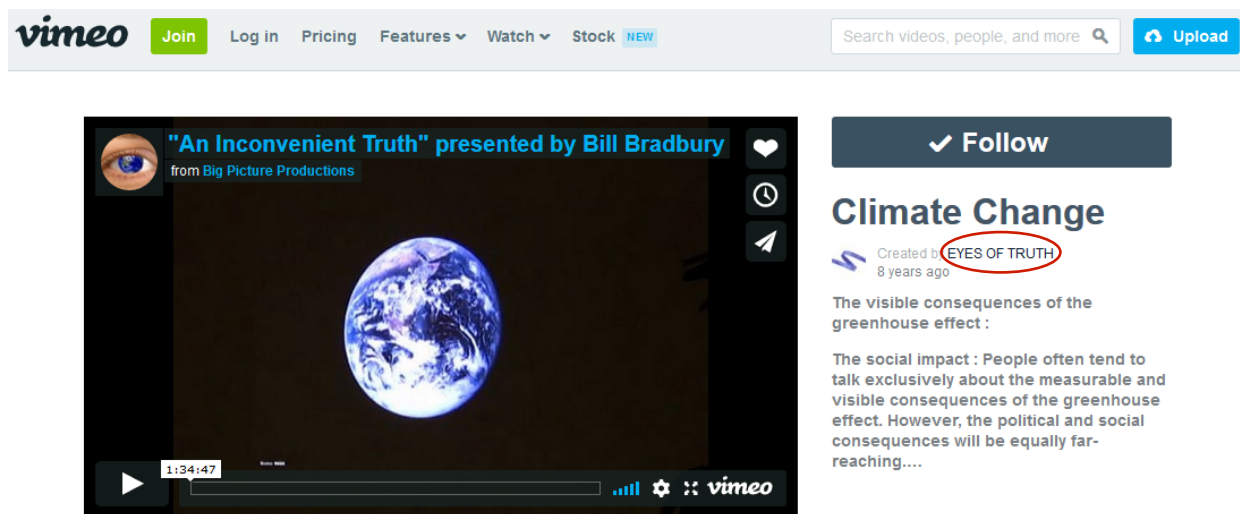 vimeo Join Log in Pricing Features Watch Stock NEW Search videos, people, and more Upload
"An Inconvenient Truth" presented by Bill Bradbury
from Big Picture Productions
1:34:47
vimeo
Follow
Climate Change
Created by EYES OF TRUTH
8 years ago
The visible consequences of the
greenhouse effect :
The social impact : People often tend to
talk exclusively about the measurable and
visible consequences of the greenhouse
effect. However, the political and social
consequences will be equally far-
reaching....